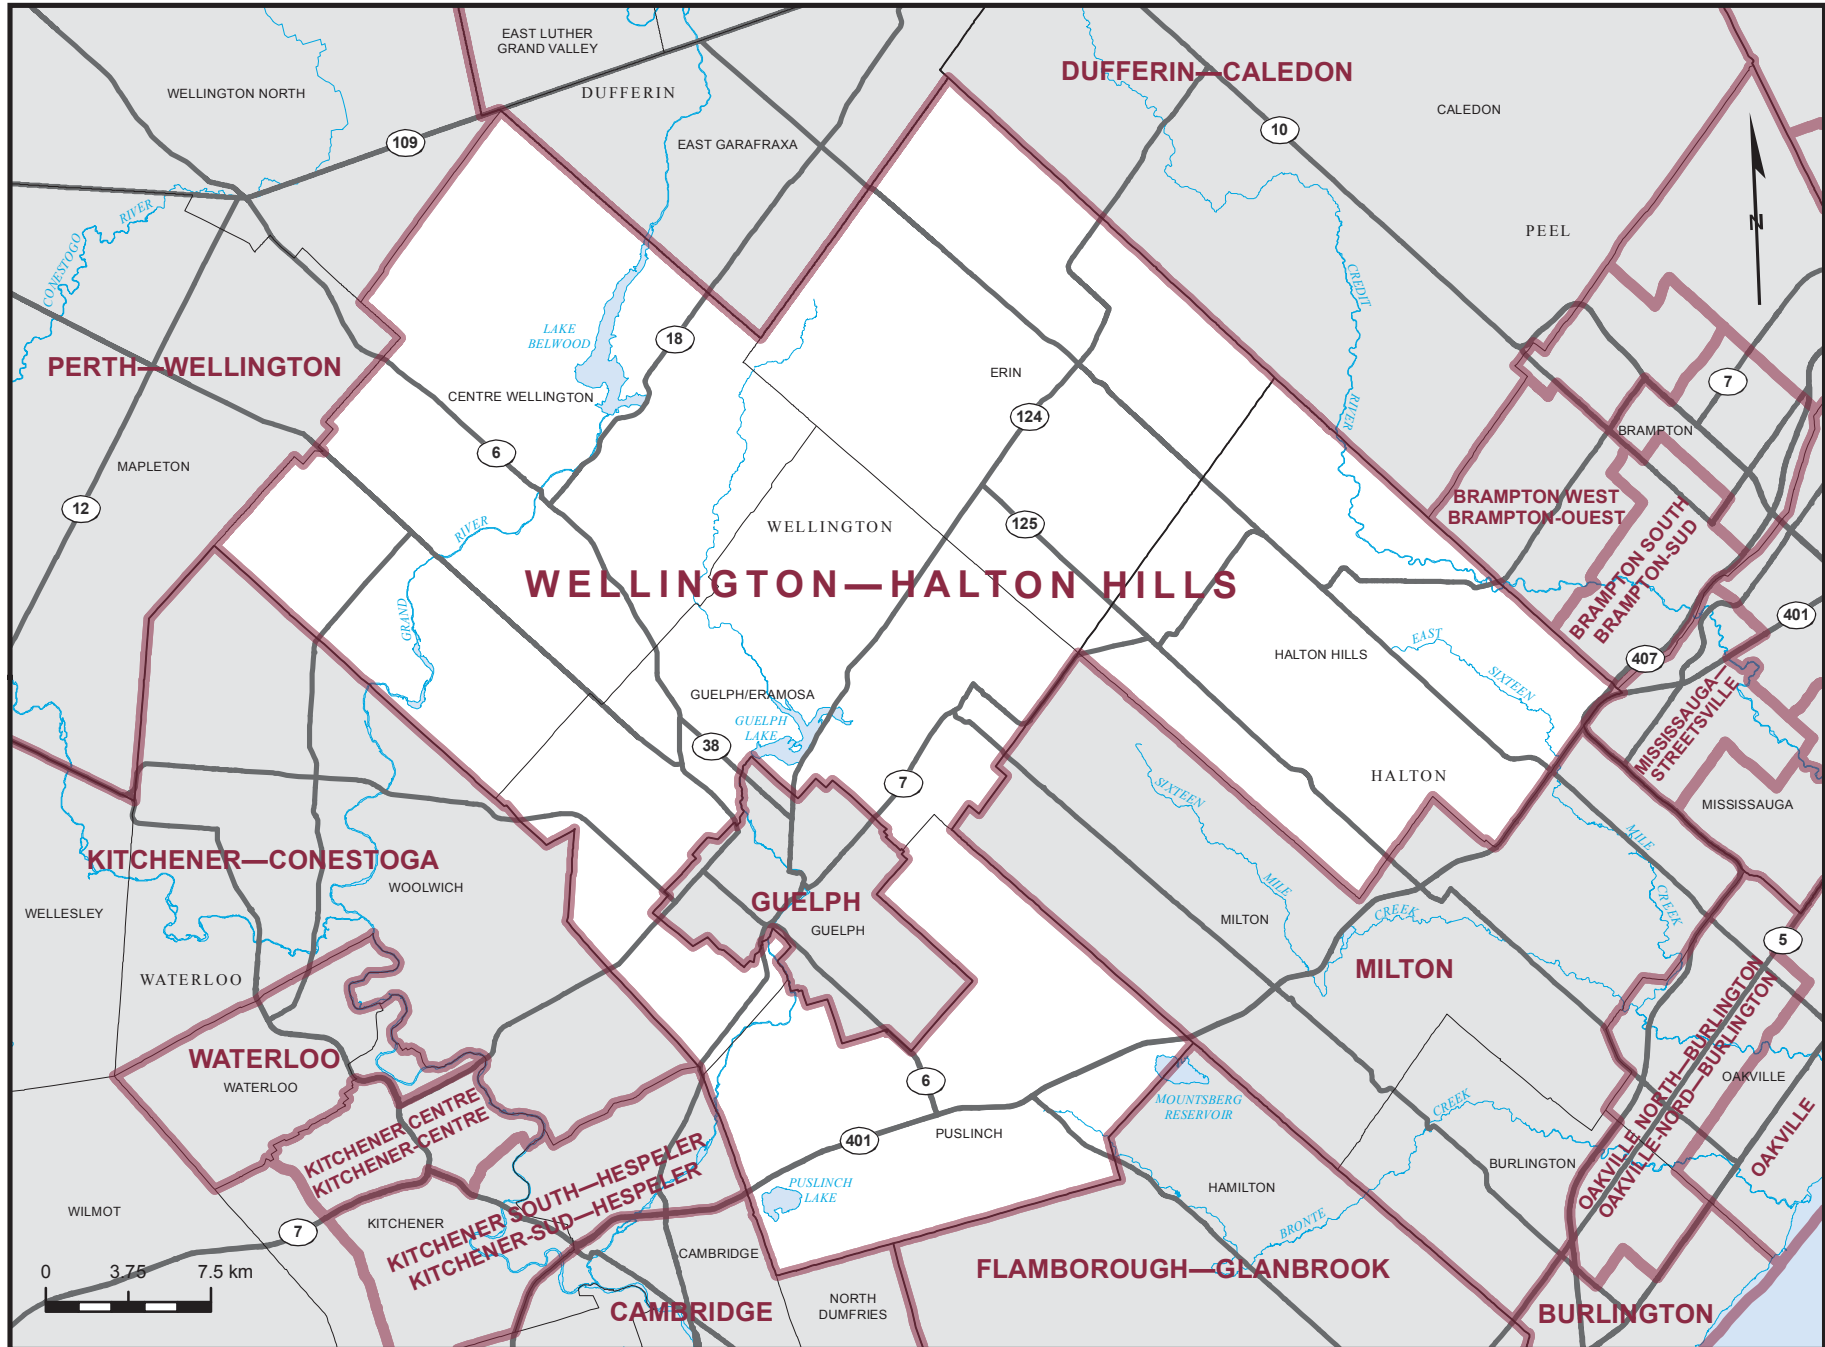 EAST LUTHER
GRAND VALLEY
DUFFERIN
WELLINGTON NORTH
109
EAST GARAFRAXA
DUFFERIN—CALEDON
CALEDON
10
PEEL
N
CONESTOGO
RIVER
CREDIT
RIVER
PERTH—WELLINGTON
LAKE
BELWOOD
18
CENTRE WELLINGTON
ERIN
124
7
BRAMPTON
MAPLETON
6
12
RIVER
GRAND
WELLINGTON
125
BRAMPTON WEST
BRAMPTON-OUEST
BRAMPTON SOUTH
BRAMPTON-SUD
WELLINGTON—HALTON HILLS
401
407
EAST
SIXTEEN
MILE
CREEK
HALTON HILLS
GUELPH/ERAMOSA
GUELPH
LAKE
38
7
HALTON
MISSISSAUGA—
STREETSVILLE
MISSISSAUGA
SIXTEEN
MILE
CREEK
KITCHENER—CONESTOGA
WOOLWICH
WELLESLEY
WATERLOO
GUELPH
GUELPH
MILTON
MILTON
5
WATERLOO
WATERLOO
KITCHENER CENTRE
KITCHENER-CENTRE
6
401
PUSLINCH
MOUNTSBERG
RESERVOIR
CREEK
BRONTE
OAKVILLE NORTH—BURLINGTON
OAKVILLE-NORD—BURLINGTON
OAKVILLE
OAKVILLE
KITCHENER SOUTH—HESPELER
KITCHENER-SUD—HESPELER
PUSLINCH
LAKE
BURLINGTON
HAMILTON
WILMOT
7
KITCHENER
CAMBRIDGE
FLAMBOROUGH—GLANBROOK
0 3.75 7.5 km
CAMBRIDGE
NORTH
DUMFRIES
BURLINGTON